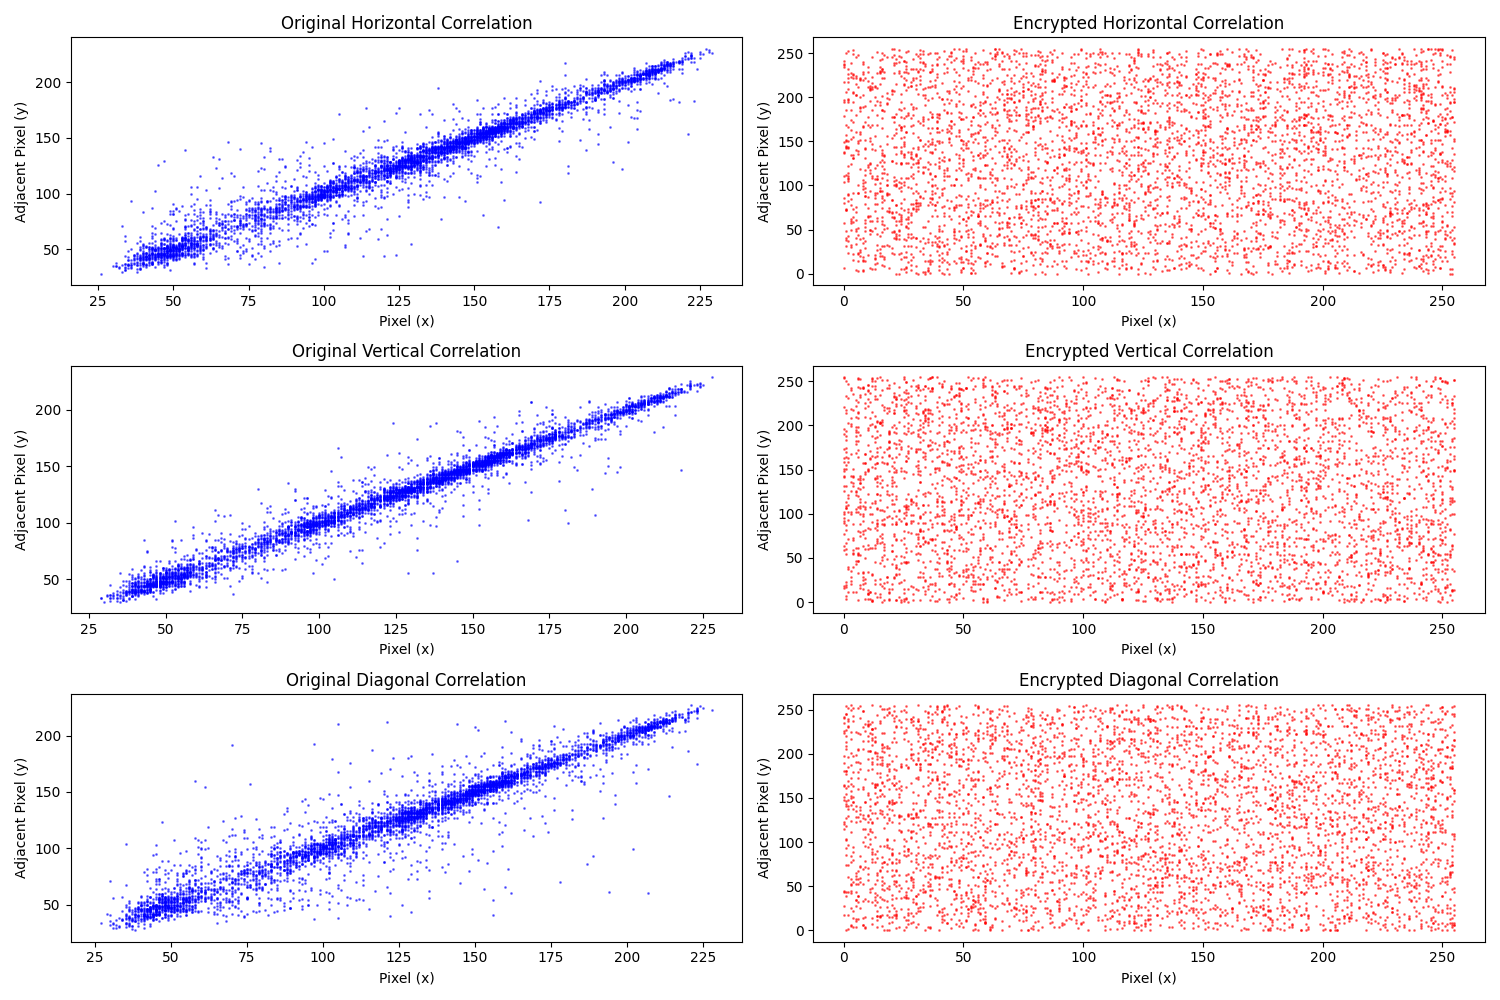 Original Horizontal Correlation
Adjacent Pixel (y)
200
150
100
50
25 50 75 100 125 150 175 200 225
Pixel (x)
Encrypted Horizontal Correlation
Adjacent Pixel (y)
250
200
150
100
50
0
0 50 100 150 200 250
Pixel (x)
Original Vertical Correlation
Adjacent Pixel (y)
200
150
100
50
25 50 75 100 125 150 175 200 225
Pixel (x)
Encrypted Vertical Correlation
Adjacent Pixel (y)
250
200
150
100
50
0
0 50 100 150 200 250
Pixel (x)
Original Diagonal Correlation
Adjacent Pixel (y)
200
150
100
50
25 50 75 100 125 150 175 200 225
Pixel (x)
Encrypted Diagonal Correlation
Adjacent Pixel (y)
250
200
150
100
50
0
0 50 100 150 200 250
Pixel (x)